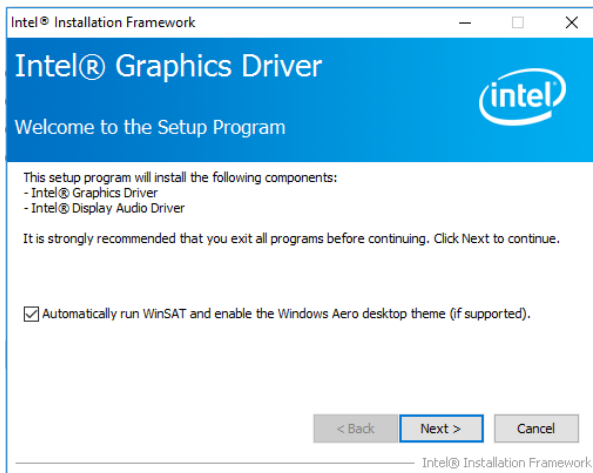 Intel® Installation Framework
Intel® Graphics Driver
intel
Welcome to the Setup Program
This setup program will install the following components:
- Intel® Graphics Driver
- Intel® Display Audio Driver
It is strongly recommended that you exit all programs before continuing. Click Next to continue.
Automatically run WinSAT and enable the Windows Aero desktop theme (if supported).
< Back
Next >
Cancel
Intel® Installation Framework